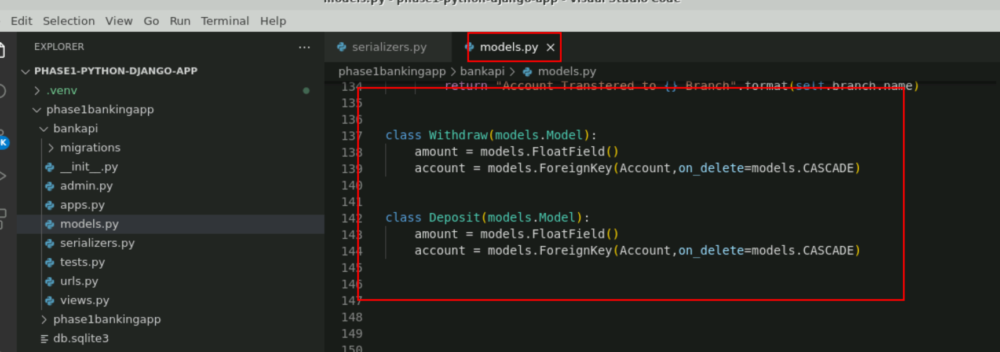 models.py - phase1-python-django-app - Visual Studio Code
Edit Selection View Go Run Terminal Help
EXPLORER ···
serializers.py
models.py ×
PHASE1-PYTHON-DJANGO-APP
phase1bankingapp > bankapi > models.py
.venv
phase1bankingapp
bankapi
migrations
__init__.py
admin.py
apps.py
models.py
serializers.py
tests.py
urls.py
views.py
phase1bankingapp
db.sqlite3
K
134 return "Account Transfered to {} Branch".format(self.branch.name)
135
136
137 class Withdraw(models.Model):
138 amount = models.FloatField()
139 account = models.ForeignKey(Account,on_delete=models.CASCADE)
140
141
142 class Deposit(models.Model):
143 amount = models.FloatField()
144 account = models.ForeignKey(Account,on_delete=models.CASCADE)
145
146
147
148
149
150